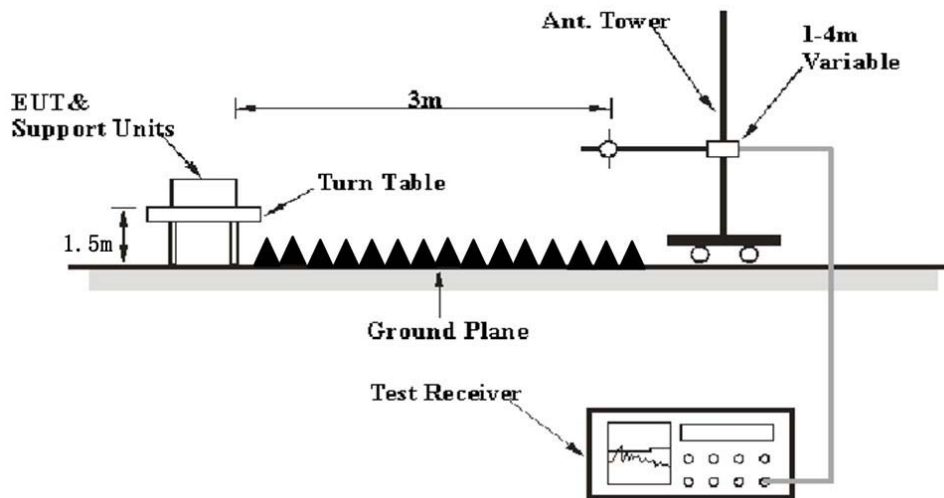 Ant. Tower
1-4m
Variable
3m
EUT&
Support Units
Turn Table
1.5m
Ground Plane
Test Receiver